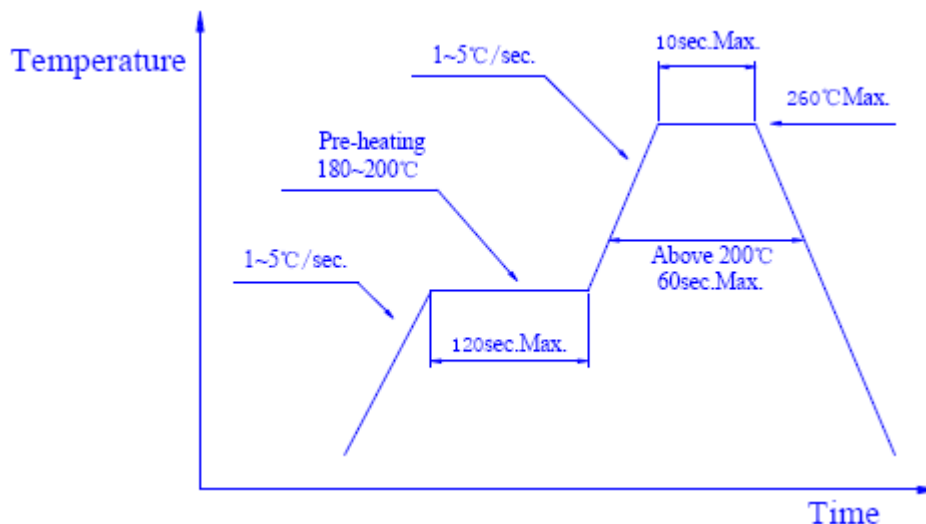 Temperature
1~5℃/sec.
10sec.Max.
260℃Max.
Pre-heating
180~200℃
1~5℃/sec.
Above 200℃
60sec.Max.
120sec.Max.
Time